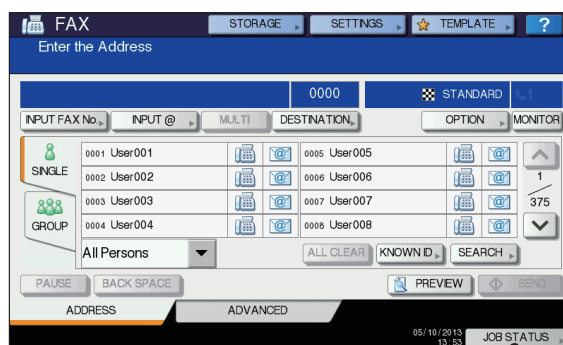 FAX STORAGE SETTINGS TEMPLATE ?
Enter the Address
0000 STANDARD 1
INPUT FAX No. INPUT @ MULTI DESTINATION OPTION MONITOR
SINGLE
0001 User001 @ 0005 User005 @
0002 User002 @ 0006 User006 @
1
0003 User003 @ 0007 User007 @
375
GROUP
0004 User004 @ 0008 User008 @
All Persons ALL CLEAR KNOWN ID SEARCH
PAUSE BACK SPACE PREVIEW SEND
ADDRESS ADVANCED
05/10/2013
13:53 JOB STATUS